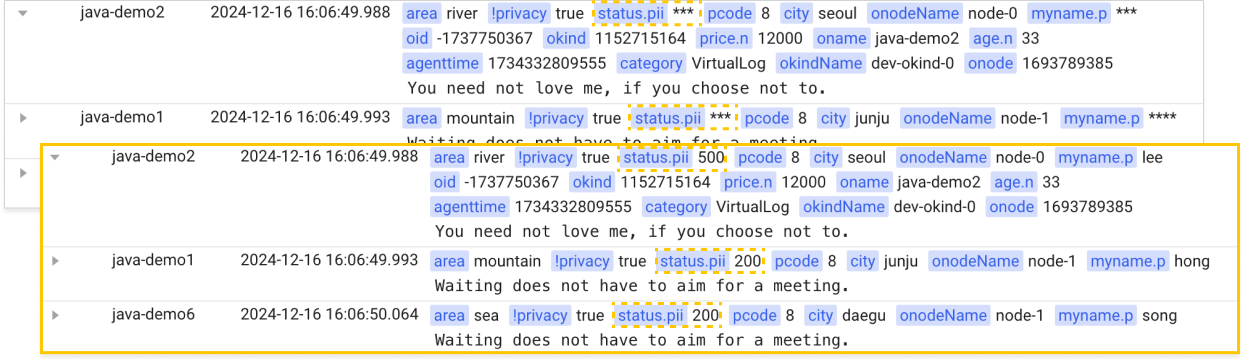 java-demo2 2024-12-16 16:06:49.988 area river !privacy true status.pii *** pcode 8 city seoul onodeName node-0 myname.p ***
oid -1737750367 okind 1152715164 price.n 12000 oname java-demo2 age.n 33
agenttime 1734332809555 category VirtualLog okindName dev-okind-0 onode 1693789385
You need not love me, if you choose not to.
java-demo1 2024-12-16 16:06:49.993 area mountain !privacy true status.pii *** pcode 8 city junju onodeName node-1 myname.p ****
Waiting does not have to aim for a meeting.
java-demo2 2024-12-16 16:06:49.988 area river !privacy true status.pii 500 pcode 8 city seoul onodeName node-0 myname.p lee
oid -1737750367 okind 1152715164 price.n 12000 oname java-demo2 age.n 33
agenttime 1734332809555 category VirtualLog okindName dev-okind-0 onode 1693789385
You need not love me, if you choose not to.
java-demo1 2024-12-16 16:06:49.993 area mountain !privacy true status.pii 200 pcode 8 city junju onodeName node-1 myname.p hong
Waiting does not have to aim for a meeting.
java-demo6 2024-12-16 16:06:50.064 area sea !privacy true status.pii 200 pcode 8 city daegu onodeName node-1 myname.p song
Waiting does not have to aim for a meeting.